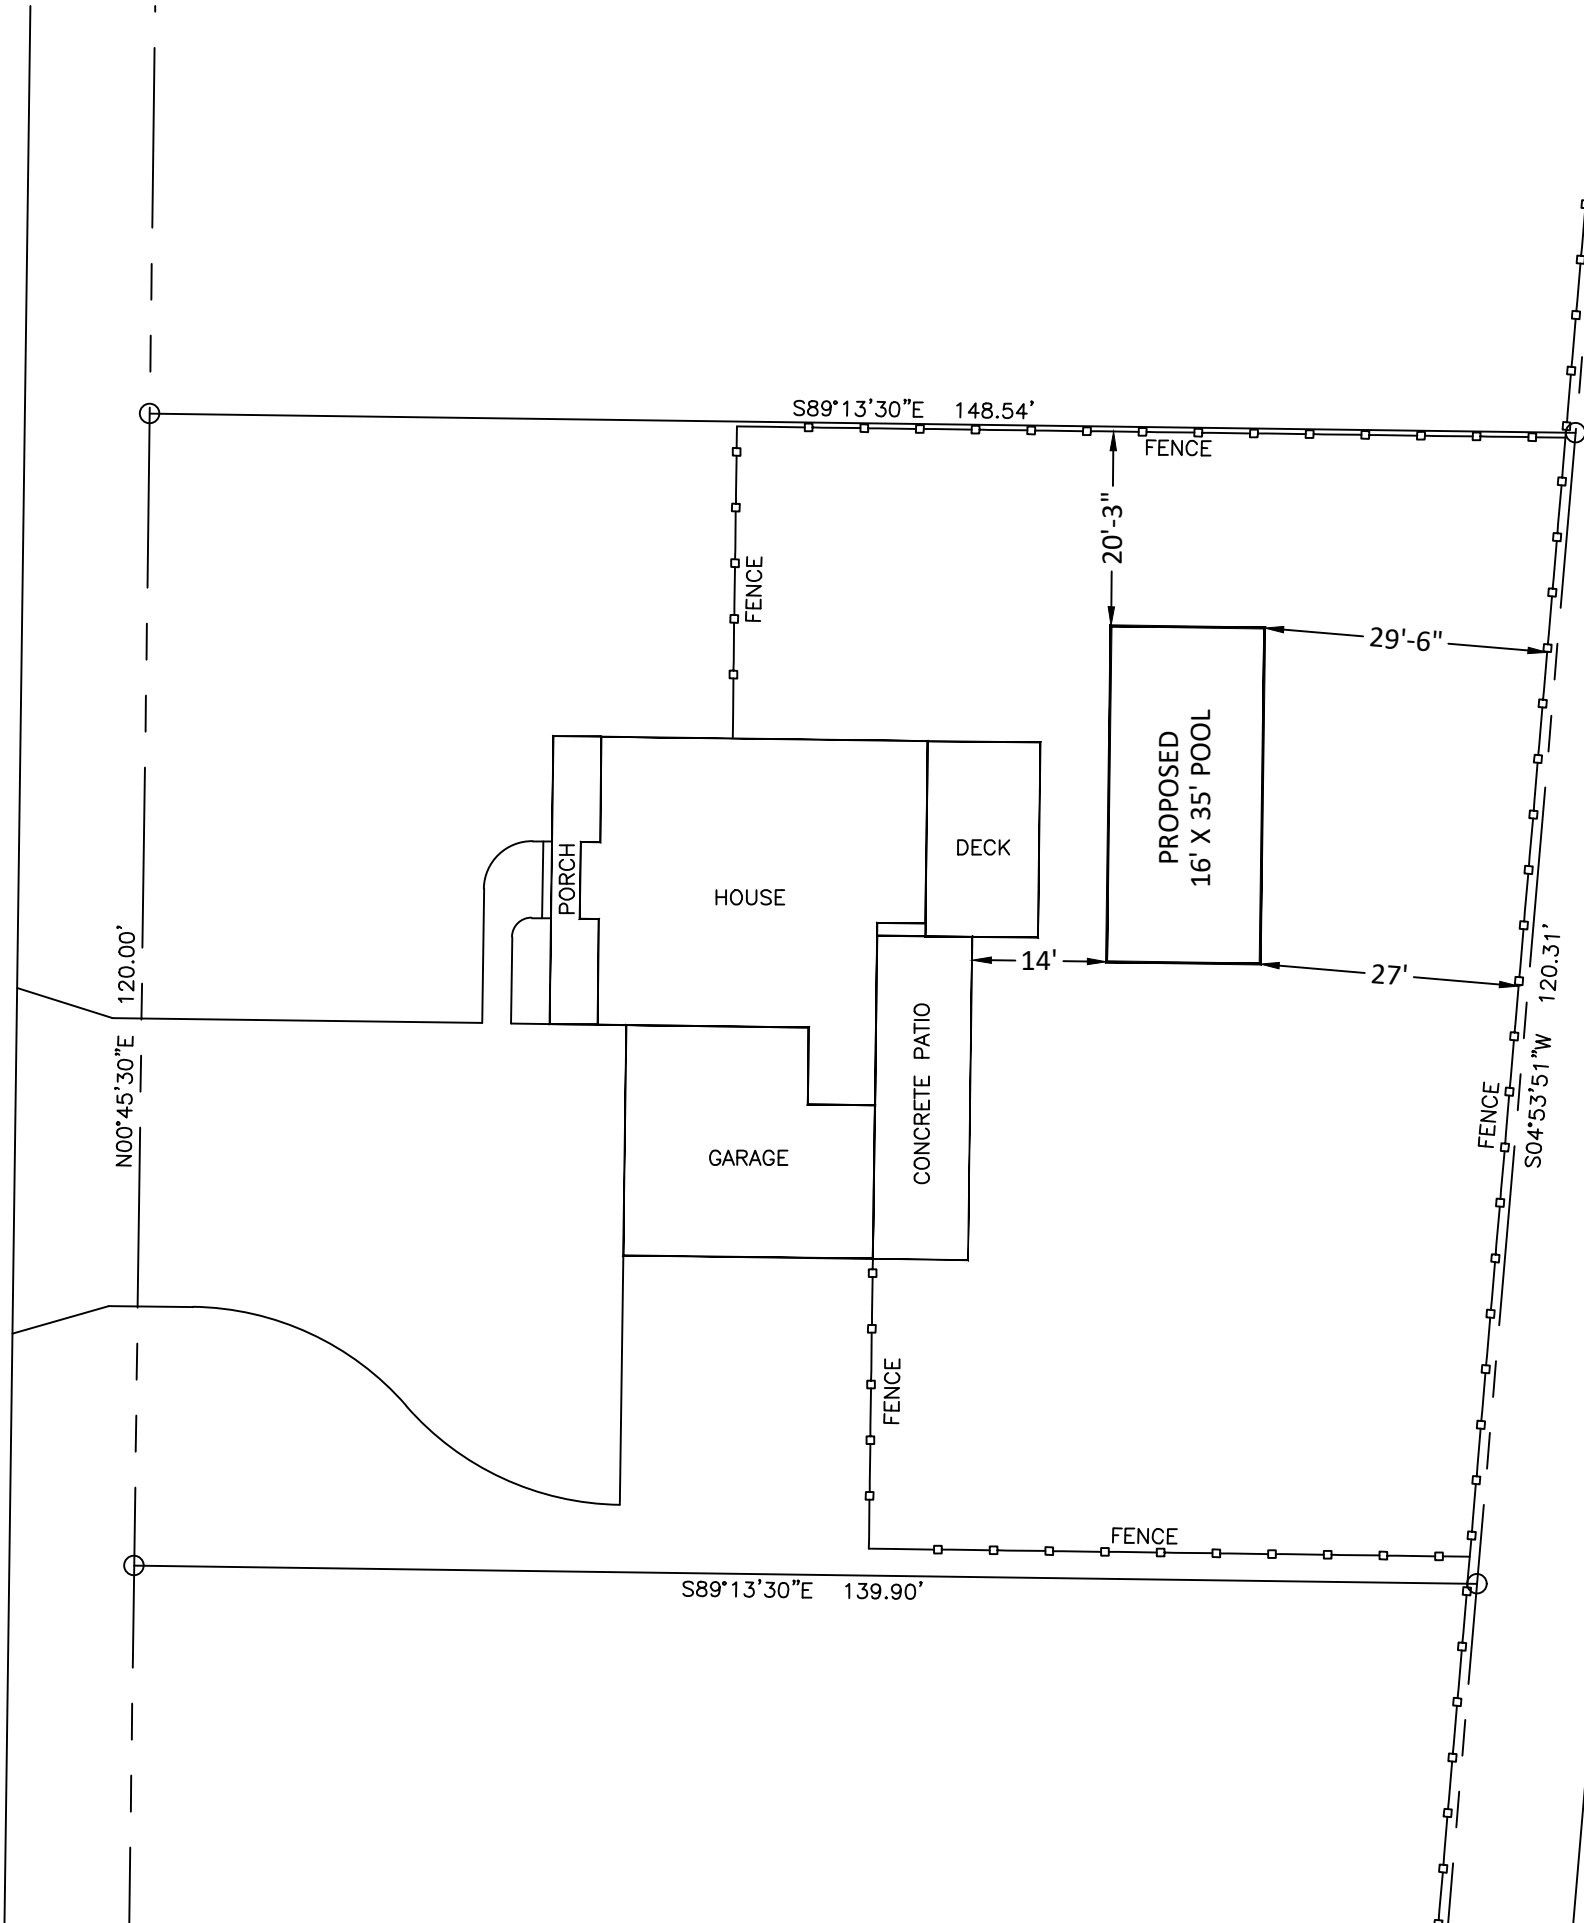 S89°13'30"E 148.54'
FENCE
20'-3"
FENCE
29'-6"
PROPOSED
16' X 35' POOL
DECK
PORCH
HOUSE
14'
27'
N00°45'30"E 120.00'
S04°53'51"W 120.31'
CONCRETE PATIO
FENCE
GARAGE
FENCE
FENCE
S89°13'30"E 139.90'